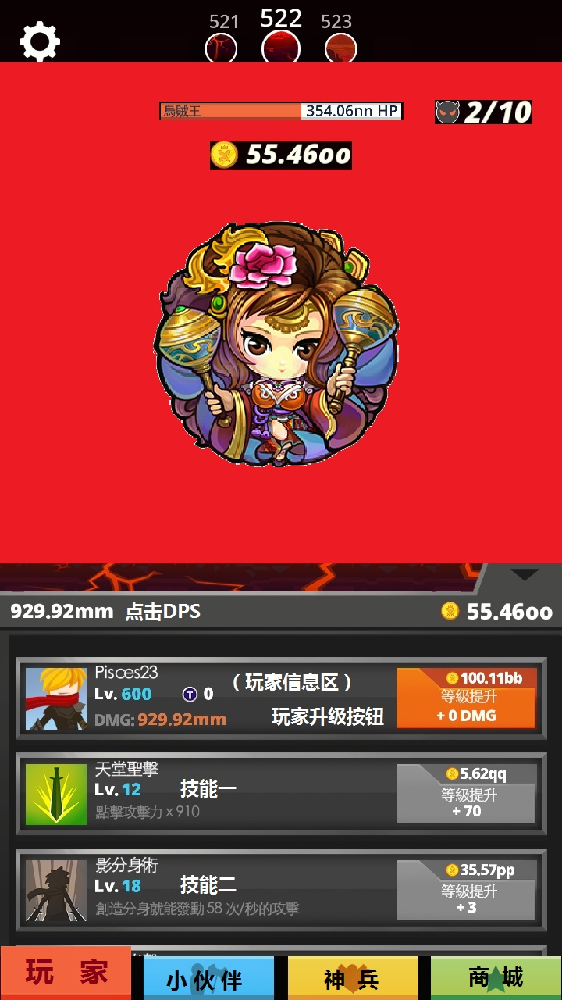 521 522 523
烏賊王 354.06nn HP
2/10
55.46oo
929.92mm 点击DPS 55.46oo
Pisces23
Lv. 600 T 0
DMG: 929.92mm
（玩家信息区）
玩家升级按钮
100.11bb
等級提升
+ 0 DMG
天堂聖擊
Lv. 12 技能一
點擊攻擊力 x 910
5.62qq
等級提升
+ 70
影分身術
Lv. 18 技能二
創造分身就能發動 58 次/秒的攻擊
35.57pp
等級提升
+ 3
玩 家 小伙伴 神 兵 商 城